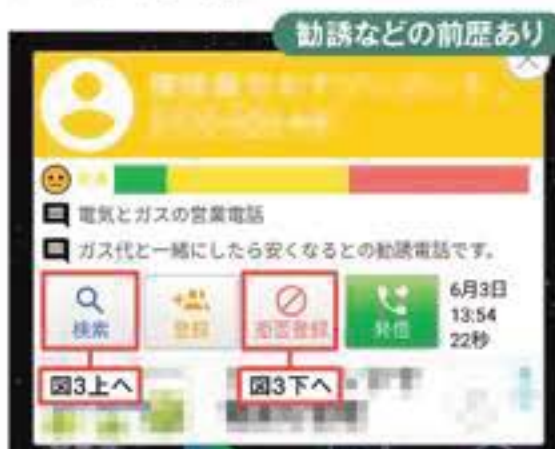 勧誘などの前歴あり
電気とガスの営業電話
ガス代と一緒にしたら安くなるとの勧誘電話です。
検索
登録
拒否登録
発信
6月3日
13:54
22秒
図3上へ
図3下へ